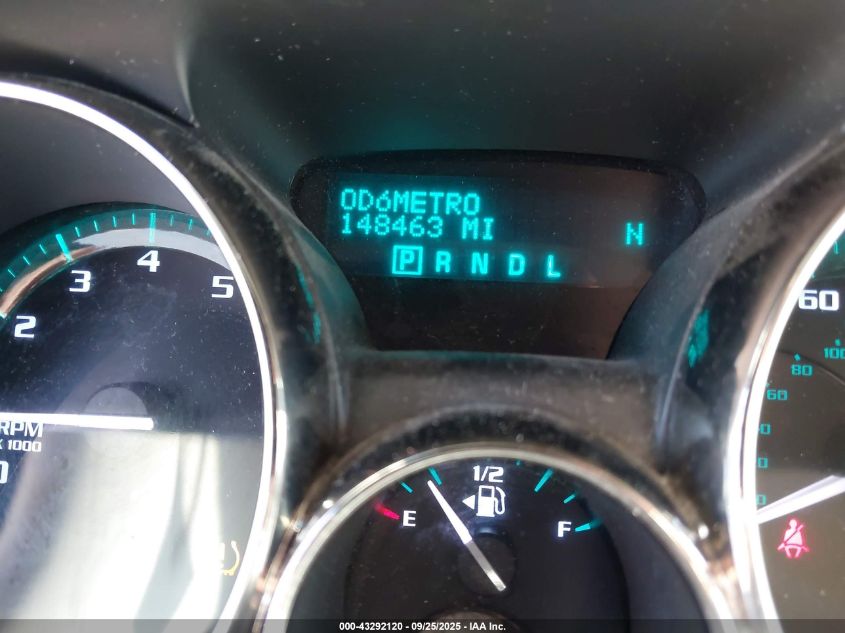 ODóMETRO
148463 MI
N
P R N D L
2 3 4 5
RPM
X 1000
0
E 1/2 F
60
100
80
60
000-43292120 - 09/25/2025 - IAA Inc.